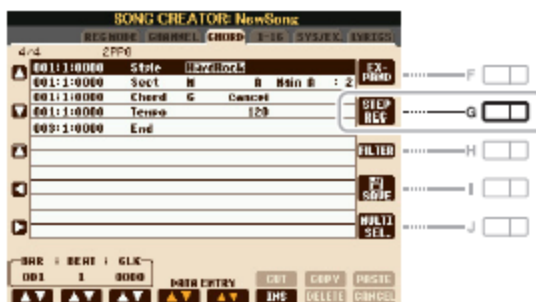 SONG CREATOR: NewSong
REC MODE CHANNEL CHORD 1-16 SYS/EX. LYRICS
4/4 2PPQ
001:1:0000 Style HardRock
001:1:0000 Sect M A Main A : 2
001:1:0000 Chord G Cancel
001:1:0000 Tempo 120
003:1:0000 End
EX-
PAND
F
STEP
REC
G
FILTER
H
SAVE
I
MULTI
SEL.
J
BAR : BEAT : CLK
001 1 0000
DATA ENTRY
CUT COPY PASTE
INS DELETE CANCEL